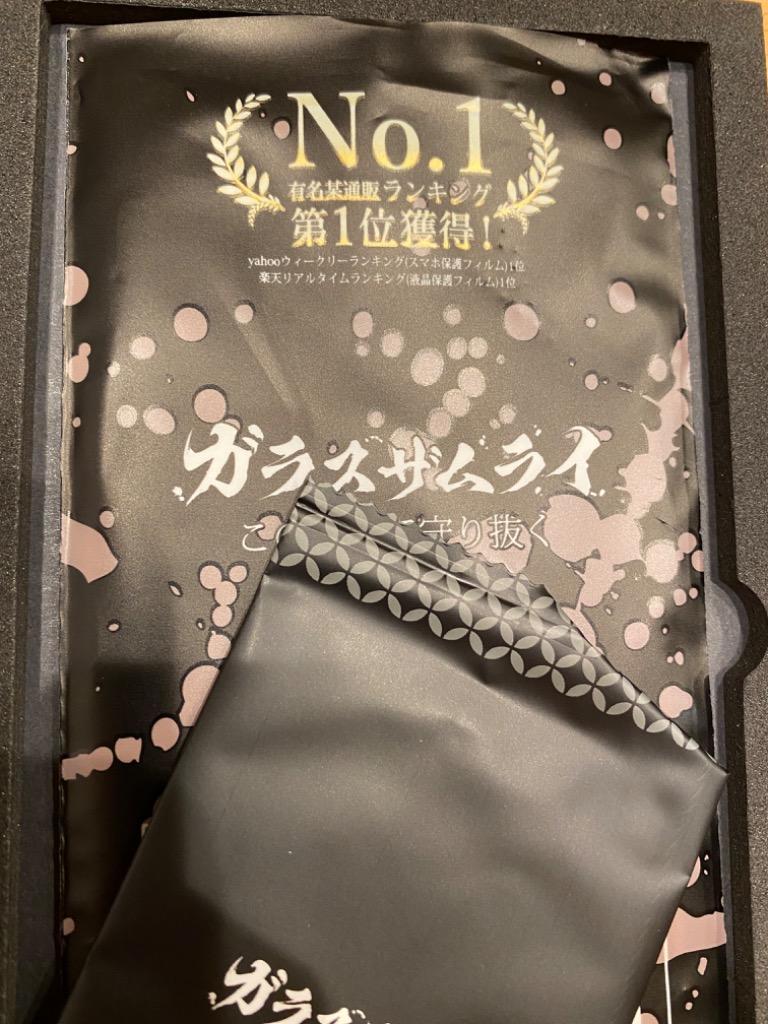 No.1
有名某通販ランキング
第1位獲得!
yahooウィークリーランキング(スマホ保護フィルム)1位
楽天リアルタイムランキング(液晶保護フィルム)1位
ガラスザムライ
こ
守り抜く
ガラス